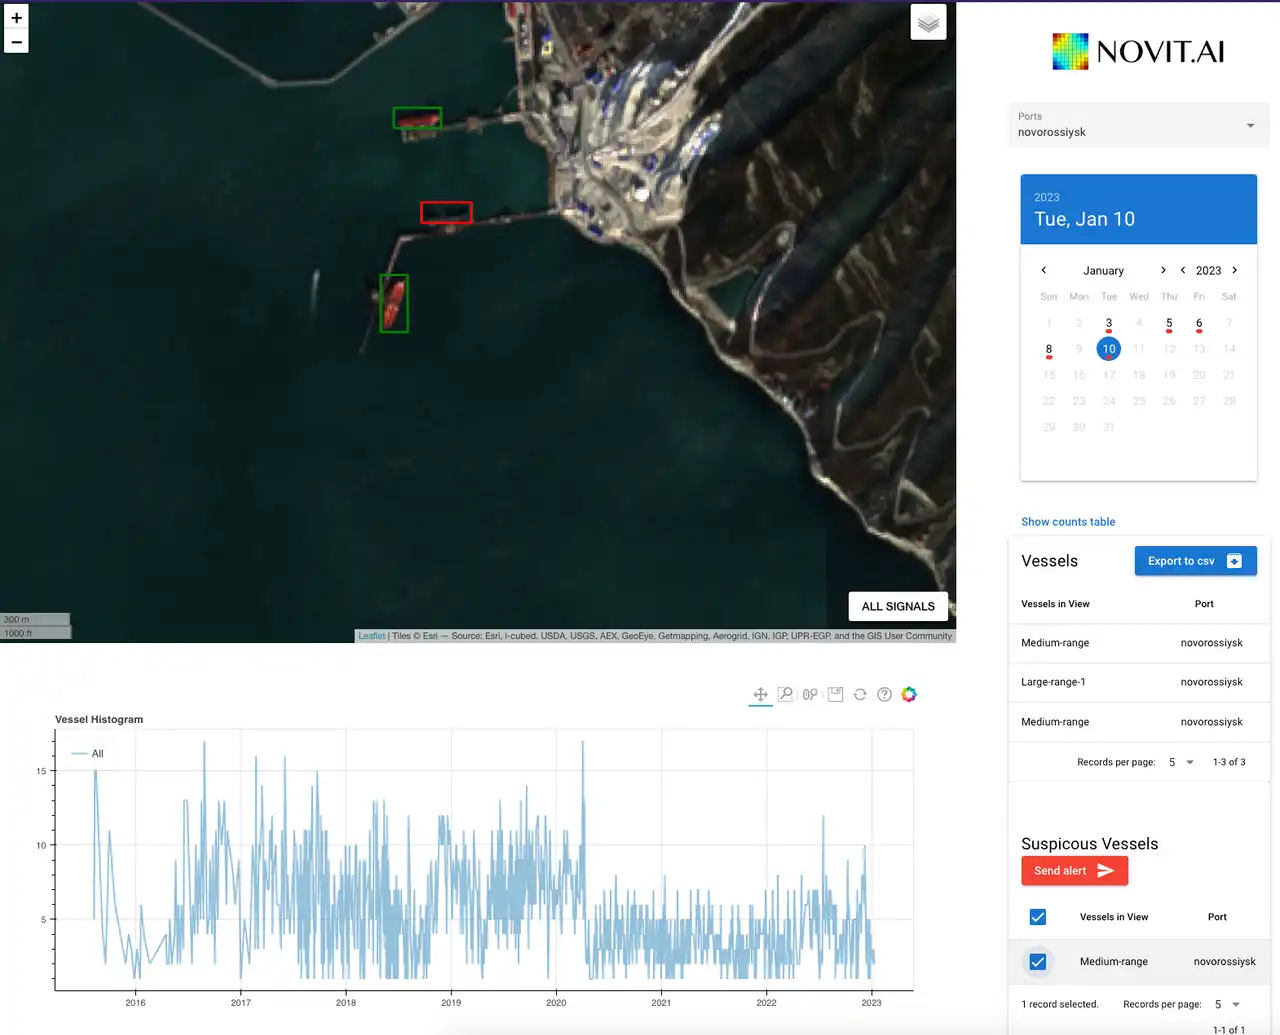 +
−
300 m
1000 ft
ALL SIGNALS
Leaflet | Tiles © Esri — Source: Esri, i-cubed, USDA, USGS, AEX, GeoEye, Getmapping, Aerogrid, IGN, IGP, UPR-EGP, and the GIS User Community
NOVIT.AI
Ports
novorossiysk
2023
Tue, Jan 10
January 2023
Sun Mon Tue Wed Thu Fri Sat
1 2 3 4 5 6 7
8 9 10 11 12 13 14
15 16 17 18 19 20 21
22 23 24 25 26 27 28
29 30 31
Show counts table
Vessels
Export to csv
Vessels in View Port
Medium-range novorossiysk
Large-range-1 novorossiysk
Medium-range novorossiysk
Records per page: 5 1-3 of 3
Suspicous Vessels
Send alert
Vessels in View Port
Medium-range novorossiysk
1 record selected. Records per page: 5
1-1 of 1
Vessel Histogram
All
15
10
5
2016 2017 2018 2019 2020 2021 2022 2023